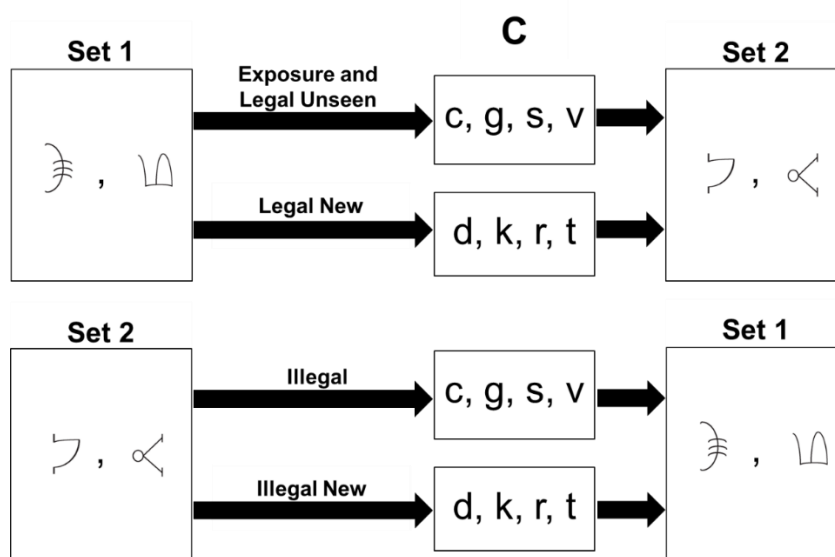 C
Set 1
Set 2
Exposure and
Legal Unseen
c, g, s, v
,
,
Legal New
d, k, r, t
Set 2
Set 1
Illegal
c, g, s, v
,
,
Illegal New
d, k, r, t